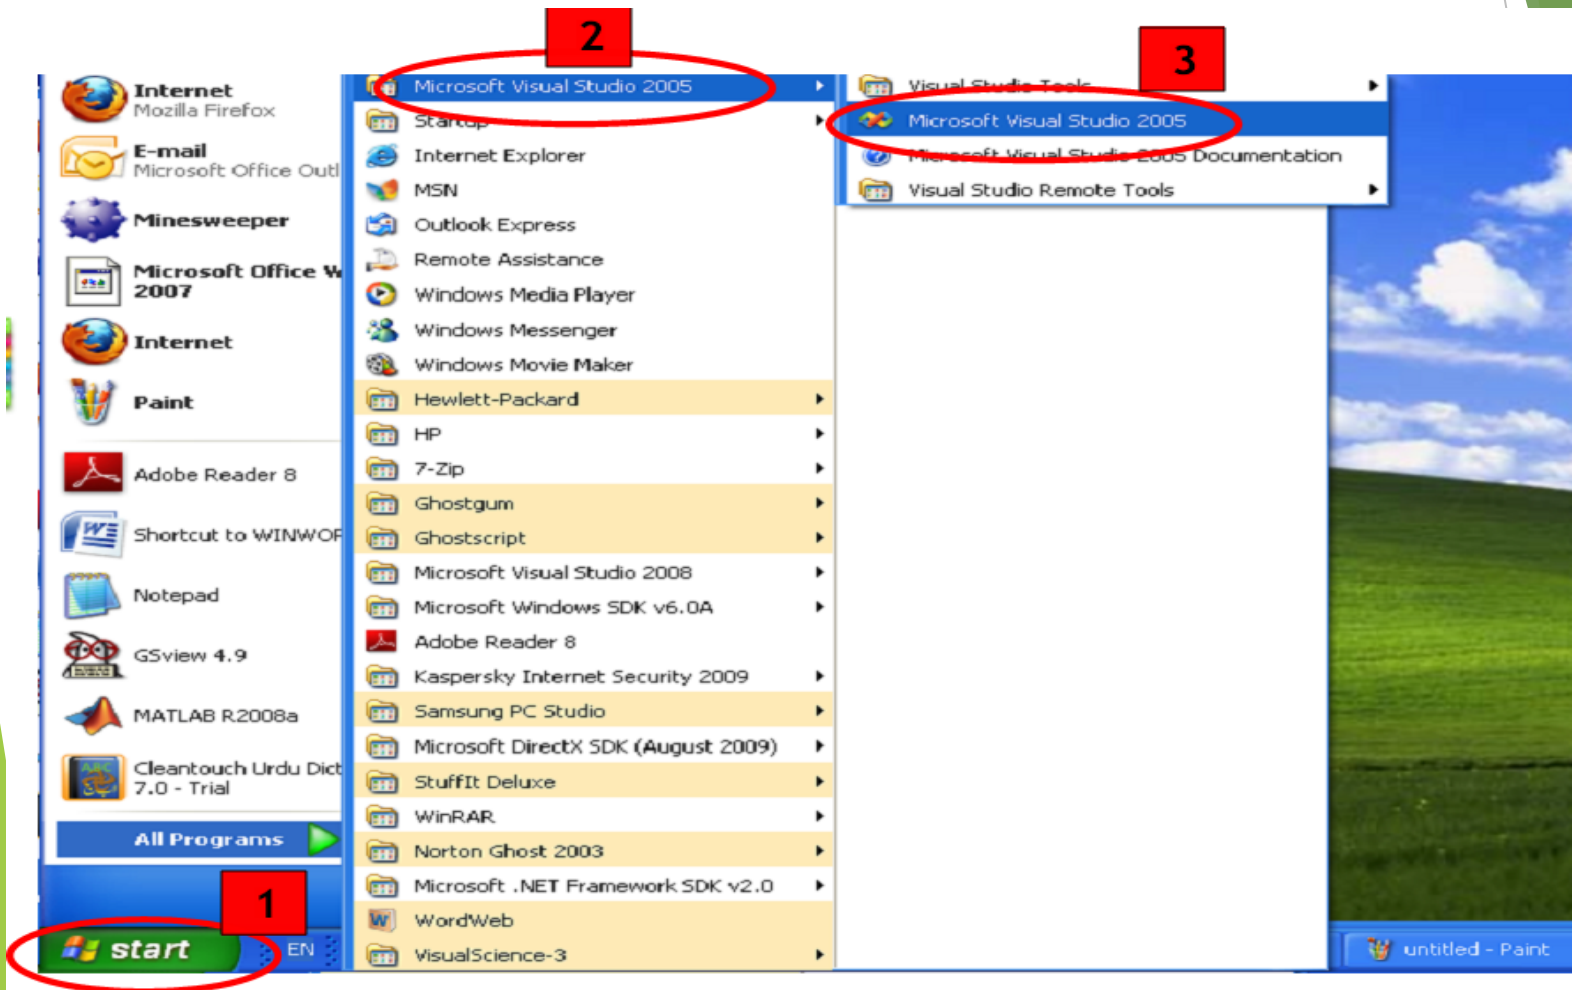 2
3
Internet
Mozilla Firefox
E-mail
Microsoft Office Outl
Minesweeper
Microsoft Office W
2007
Internet
Paint
Adobe Reader 8
Shortcut to WINWOR
Notepad
GSview 4.9
MATLAB R2008a
Cleantouch Urdu Dict
7.0 - Trial
All Programs
1
start
EN
Microsoft Visual Studio 2005
Startup
Internet Explorer
MSN
Outlook Express
Remote Assistance
Windows Media Player
Windows Messenger
Windows Movie Maker
Hewlett-Packard
HP
7-Zip
Ghostgum
Ghostscript
Microsoft Visual Studio 2008
Microsoft Windows SDK v6.0A
Adobe Reader 8
Kaspersky Internet Security 2009
Samsung PC Studio
Microsoft DirectX SDK (August 2009)
StuffIt Deluxe
WinRAR
Norton Ghost 2003
Microsoft .NET Framework SDK v2.0
WordWeb
VisualScience-3
Visual Studio Tools
Microsoft Visual Studio 2005
Microsoft Visual Studio 2005 Documentation
Visual Studio Remote Tools
untitled - Paint